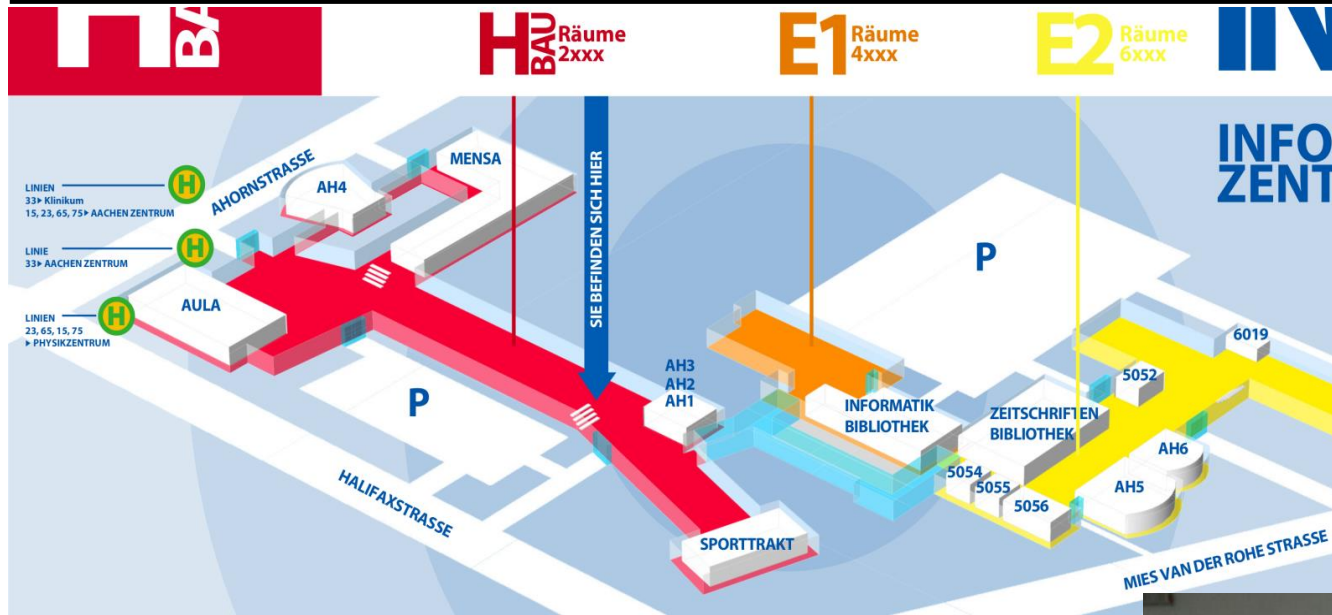 H BAU
H BAU Räume
2xxx
E1 Räume
4xxx
E2 Räume
6xxx
INFO
ZENT
AHORNSTRASSE
MENSA
AH4
LINIEN
33▸ Klinikum
15, 23, 65, 75▸ AACHEN ZENTRUM
H
LINIE
33▸ AACHEN ZENTRUM
H
LINIEN
23, 65, 15, 75
▸ PHYSIKZENTRUM
H
AULA
SIE BEFINDEN SICH HIER
P
P
HALIFAXSTRASSE
AH3
AH2
AH1
SPORTTRAKT
INFORMATIK
BIBLIOTHEK
ZEITSCHRIFTEN
BIBLIOTHEK
6019
5052
5054
5055
5056
AH6
AH5
MIES VAN DER ROHE STRASSE